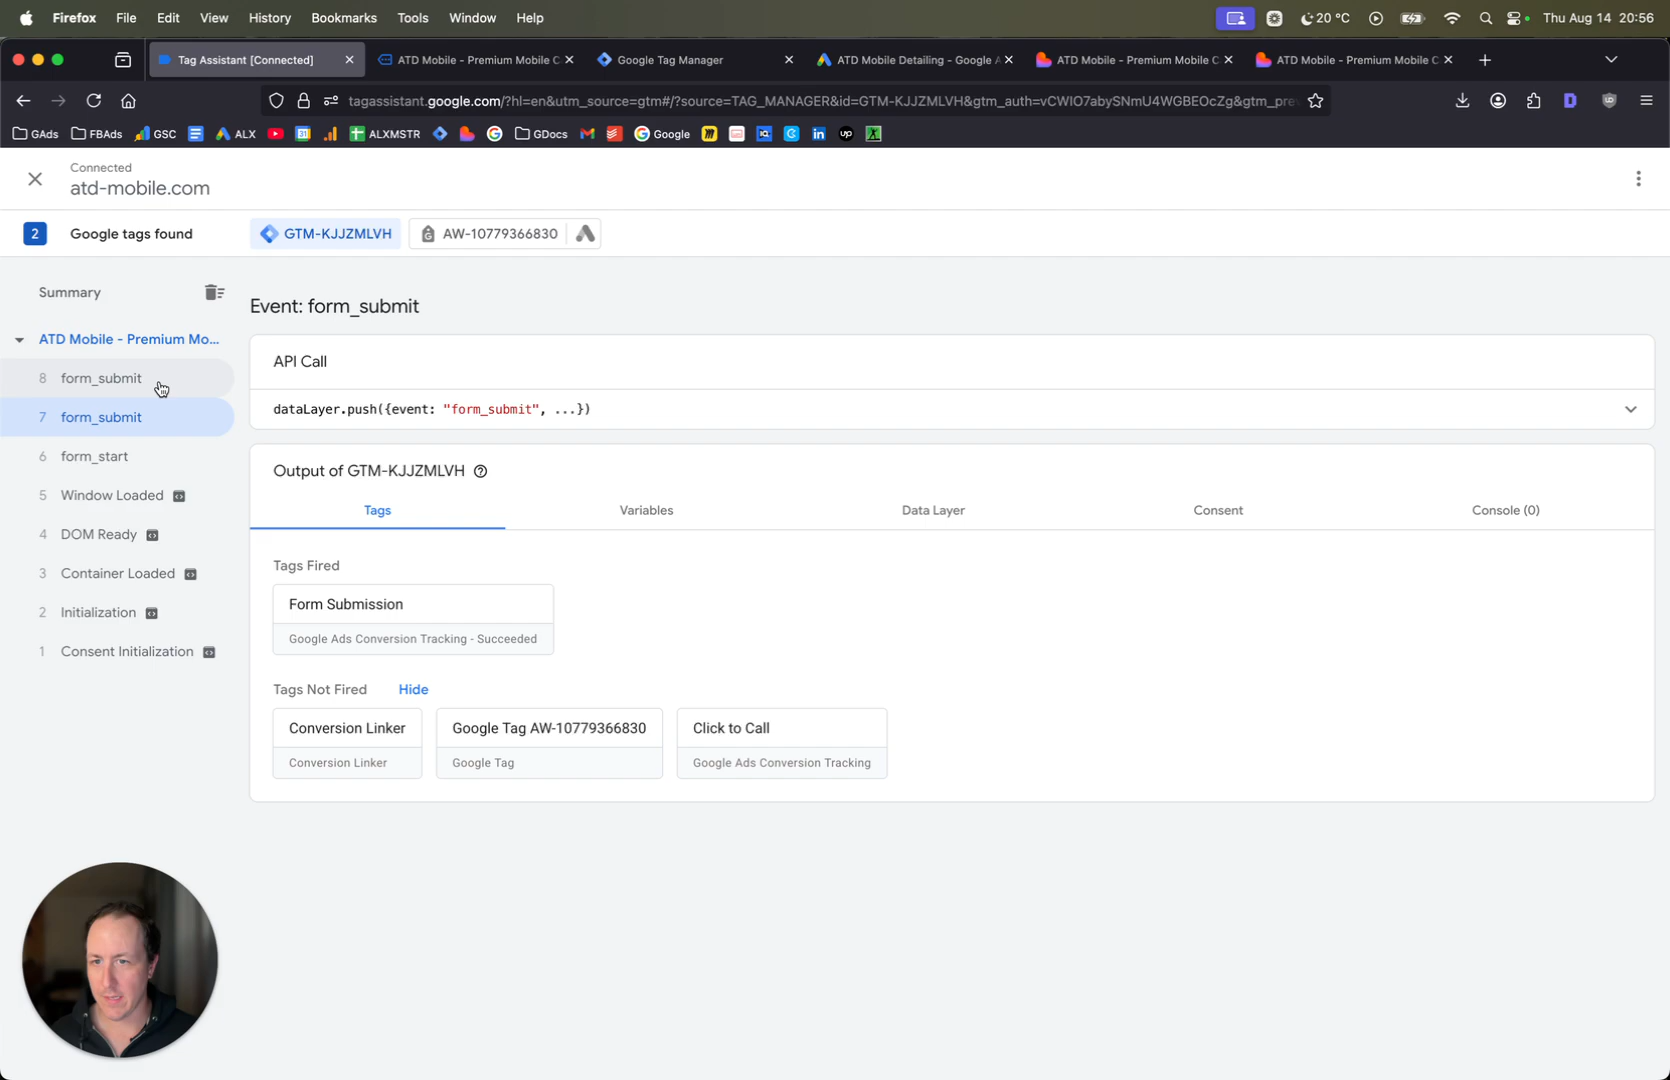 Firefox File Edit View History Bookmarks Tools Window Help 20 °C Thu Aug 14 20:56
Tag Assistant [Connected] ATD Mobile - Premium Mobile C Google Tag Manager ATD Mobile Detailing - Google A ATD Mobile - Premium Mobile C ATD Mobile - Premium Mobile C
tagassistant.google.com/?hl=en&utm_source=gtm#/?source=TAG_MANAGER&id=GTM-KJJZMLVH&gtm_auth=vCWIO7abySNmU4WGBEOcZg&gtm_prev
GAds FBAds GSC ALX ALXMSTR GDocs Google
Connected
atd-mobile.com
2 Google tags found GTM-KJJZMLVH AW-10779366830
Summary
ATD Mobile - Premium Mo...
8 form_submit
7 form_submit
6 form_start
5 Window Loaded
4 DOM Ready
3 Container Loaded
2 Initialization
1 Consent Initialization
Event: form_submit
API Call
dataLayer.push({event: "form_submit", ...})
Output of GTM-KJJZMLVH
Tags Variables Data Layer Consent Console (0)
Tags Fired
Form Submission
Google Ads Conversion Tracking - Succeeded
Tags Not Fired Hide
Conversion Linker Google Tag AW-10779366830 Click to Call
Conversion Linker Google Tag Google Ads Conversion Tracking